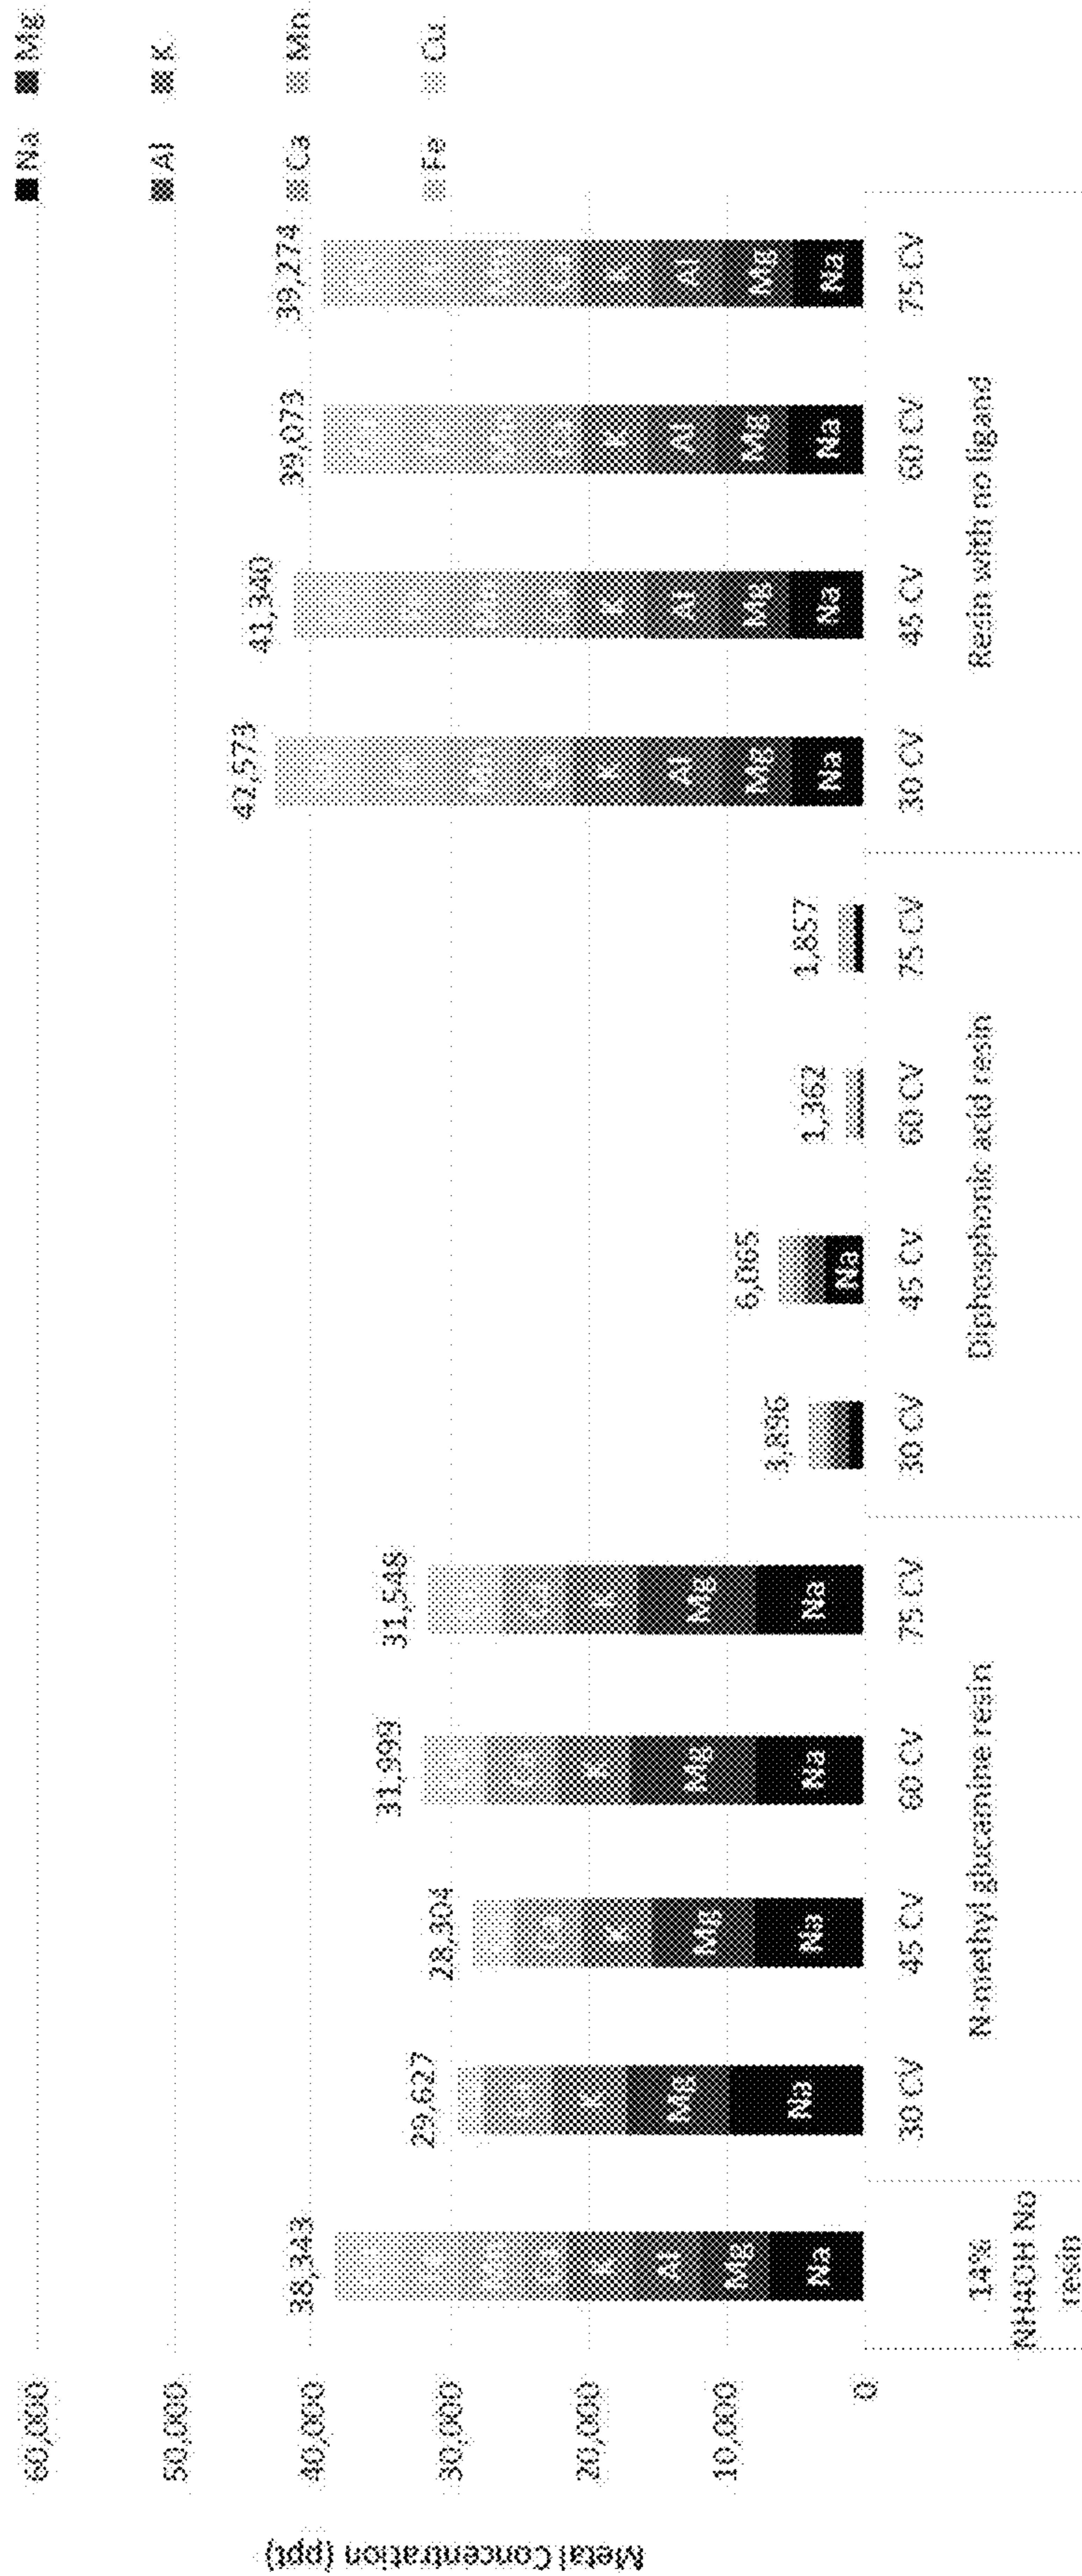 Metal Concentration (ppt)
60,000
50,000
40,000
30,000
20,000
10,000
0
Na Mg
Al K
Ca Mn
Fe Cu
38,343
Na
Mg
Al
K
29,627
Na
Mg
K
28,304
Na
Mg
K
31,999
Na
Mg
K
31,548
Na
Mg
K
3,896
6,065
Na
1,362
1,857
42,573
Na
Mg
Al
K
41,340
Na
Mg
Al
K
39,073
Na
Mg
Al
K
39,274
Na
Mg
Al
K
14%
NH4OH No
resin
30 CV
45 CV
60 CV
75 CV
N-methyl glucamine resin
30 CV
45 CV
60 CV
75 CV
Diphosphonic acid resin
30 CV
45 CV
60 CV
75 CV
Resin with no ligand